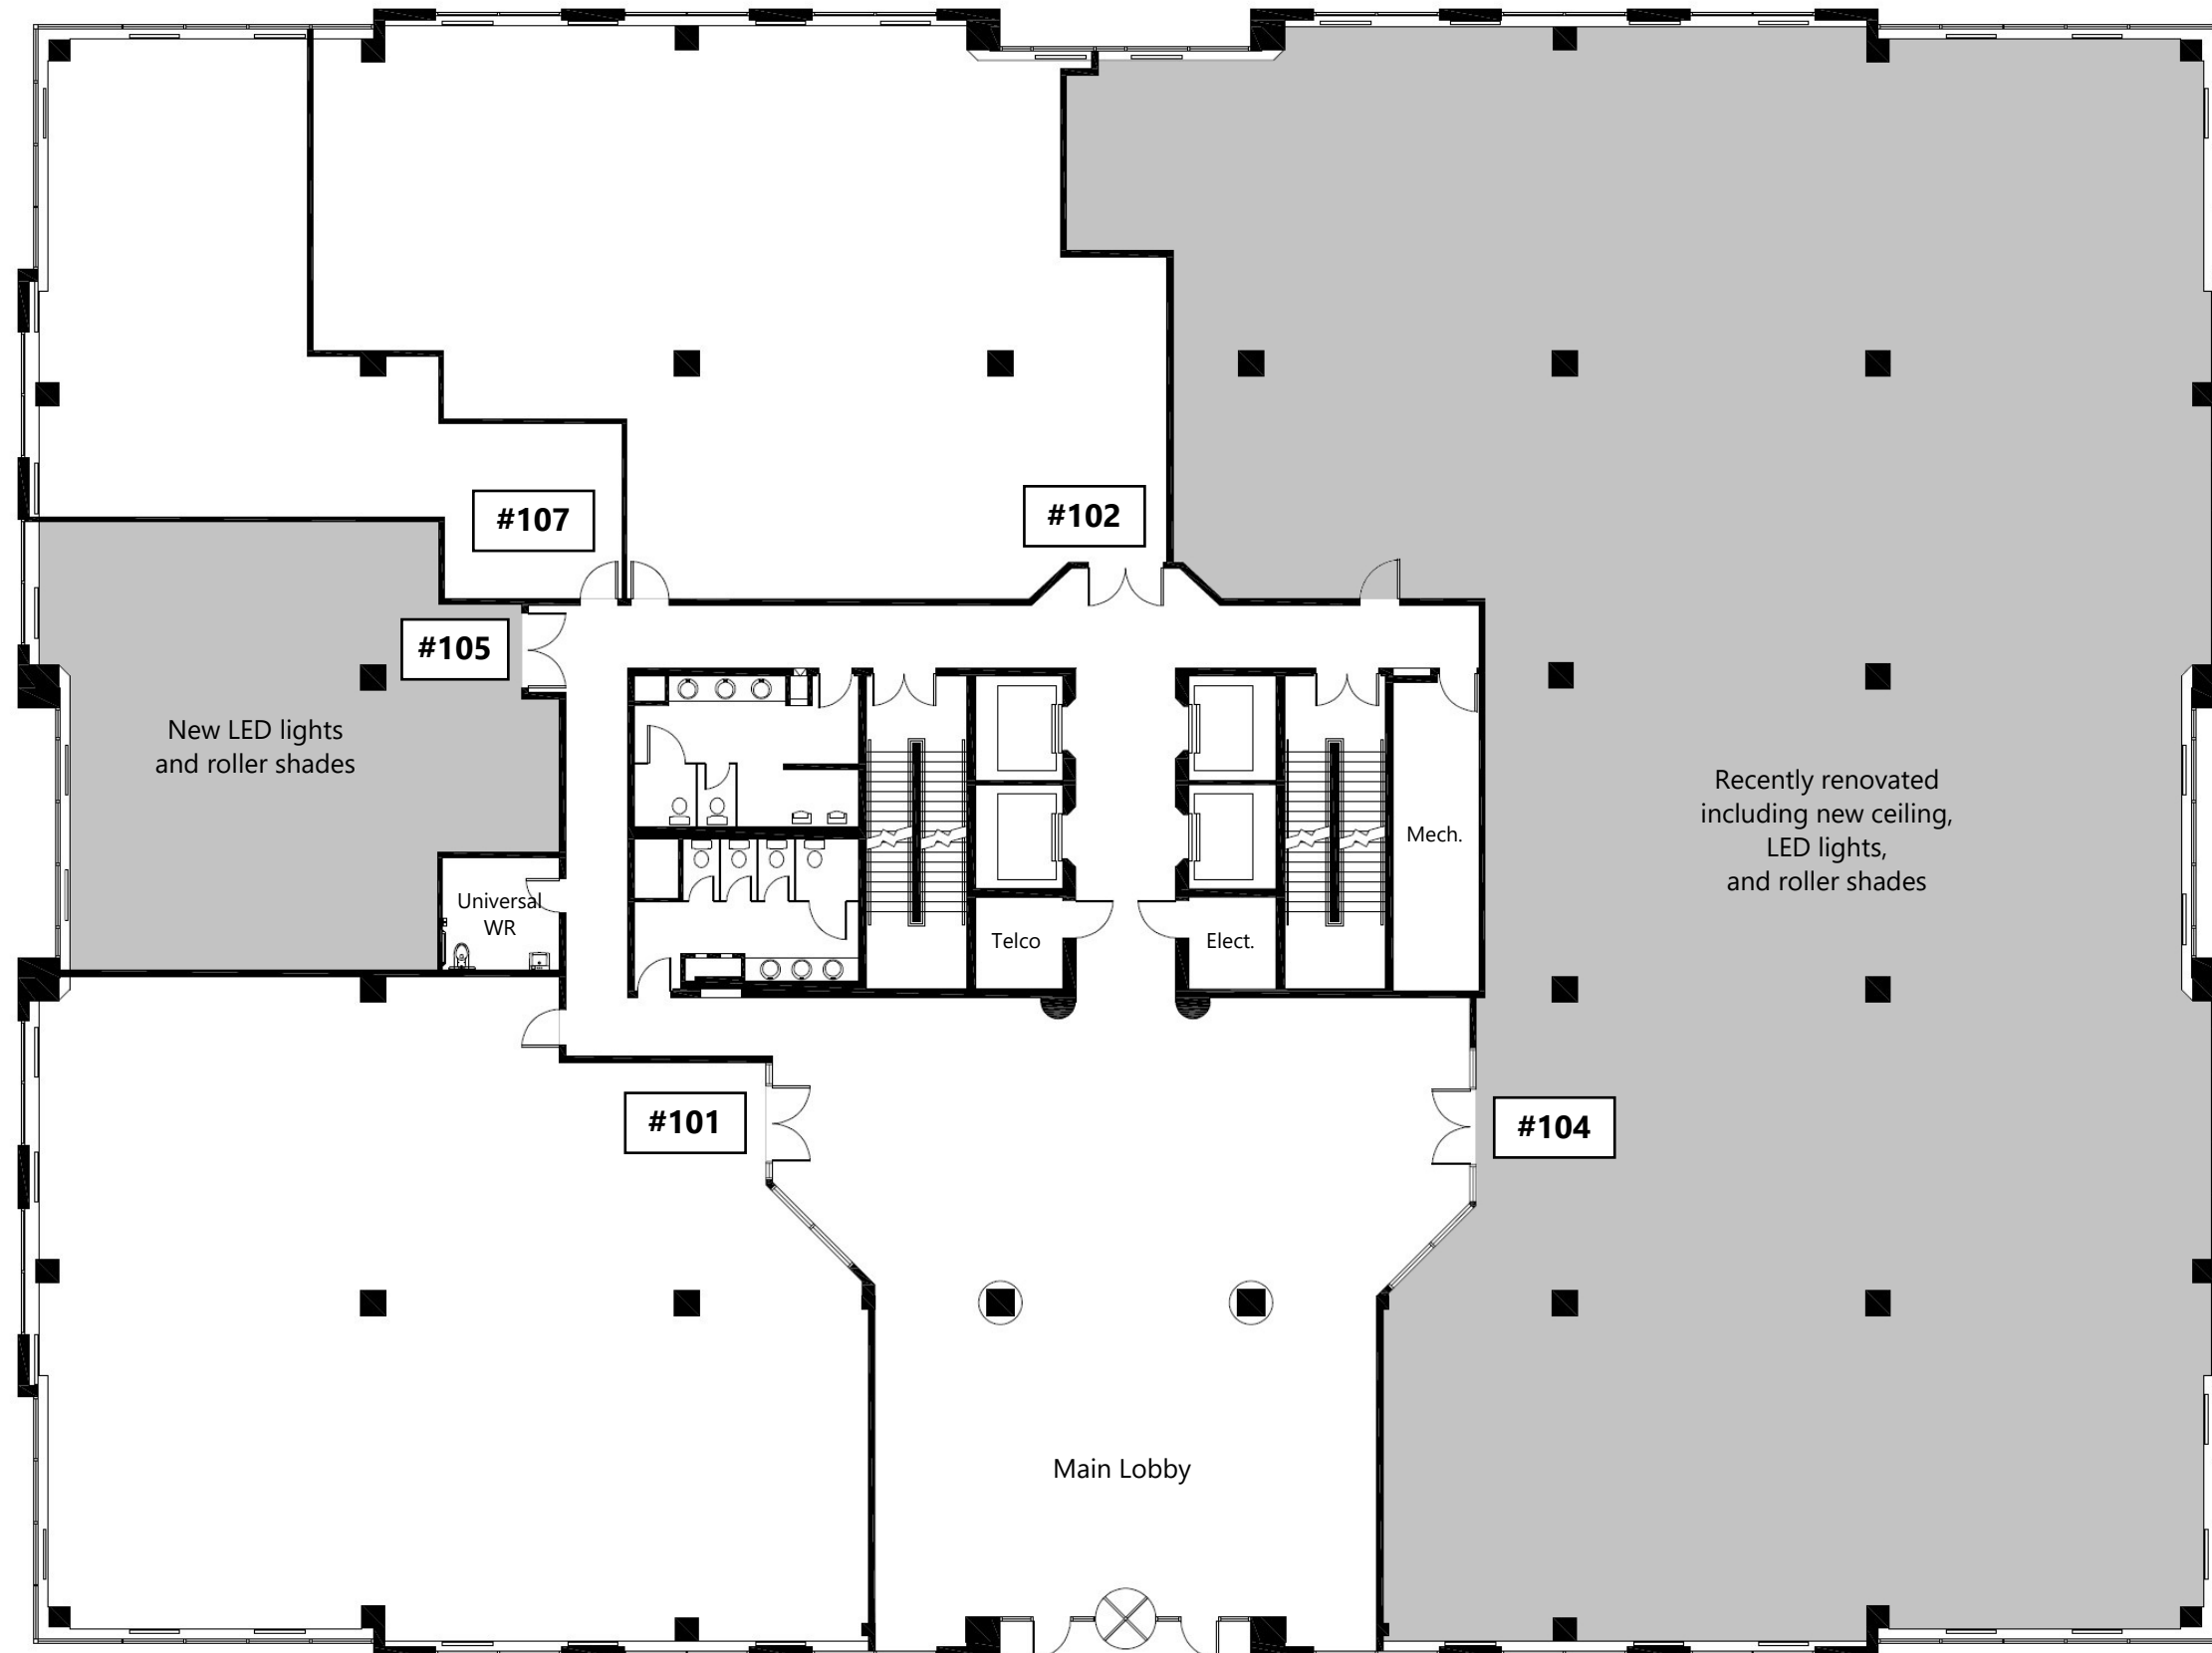 #107
#102
#105
New LED lights
and roller shades
Recently renovated
including new ceiling,
LED lights,
and roller shades
Mech.
Universal
WR
Telco
Elect.
#101
#104
Main Lobby